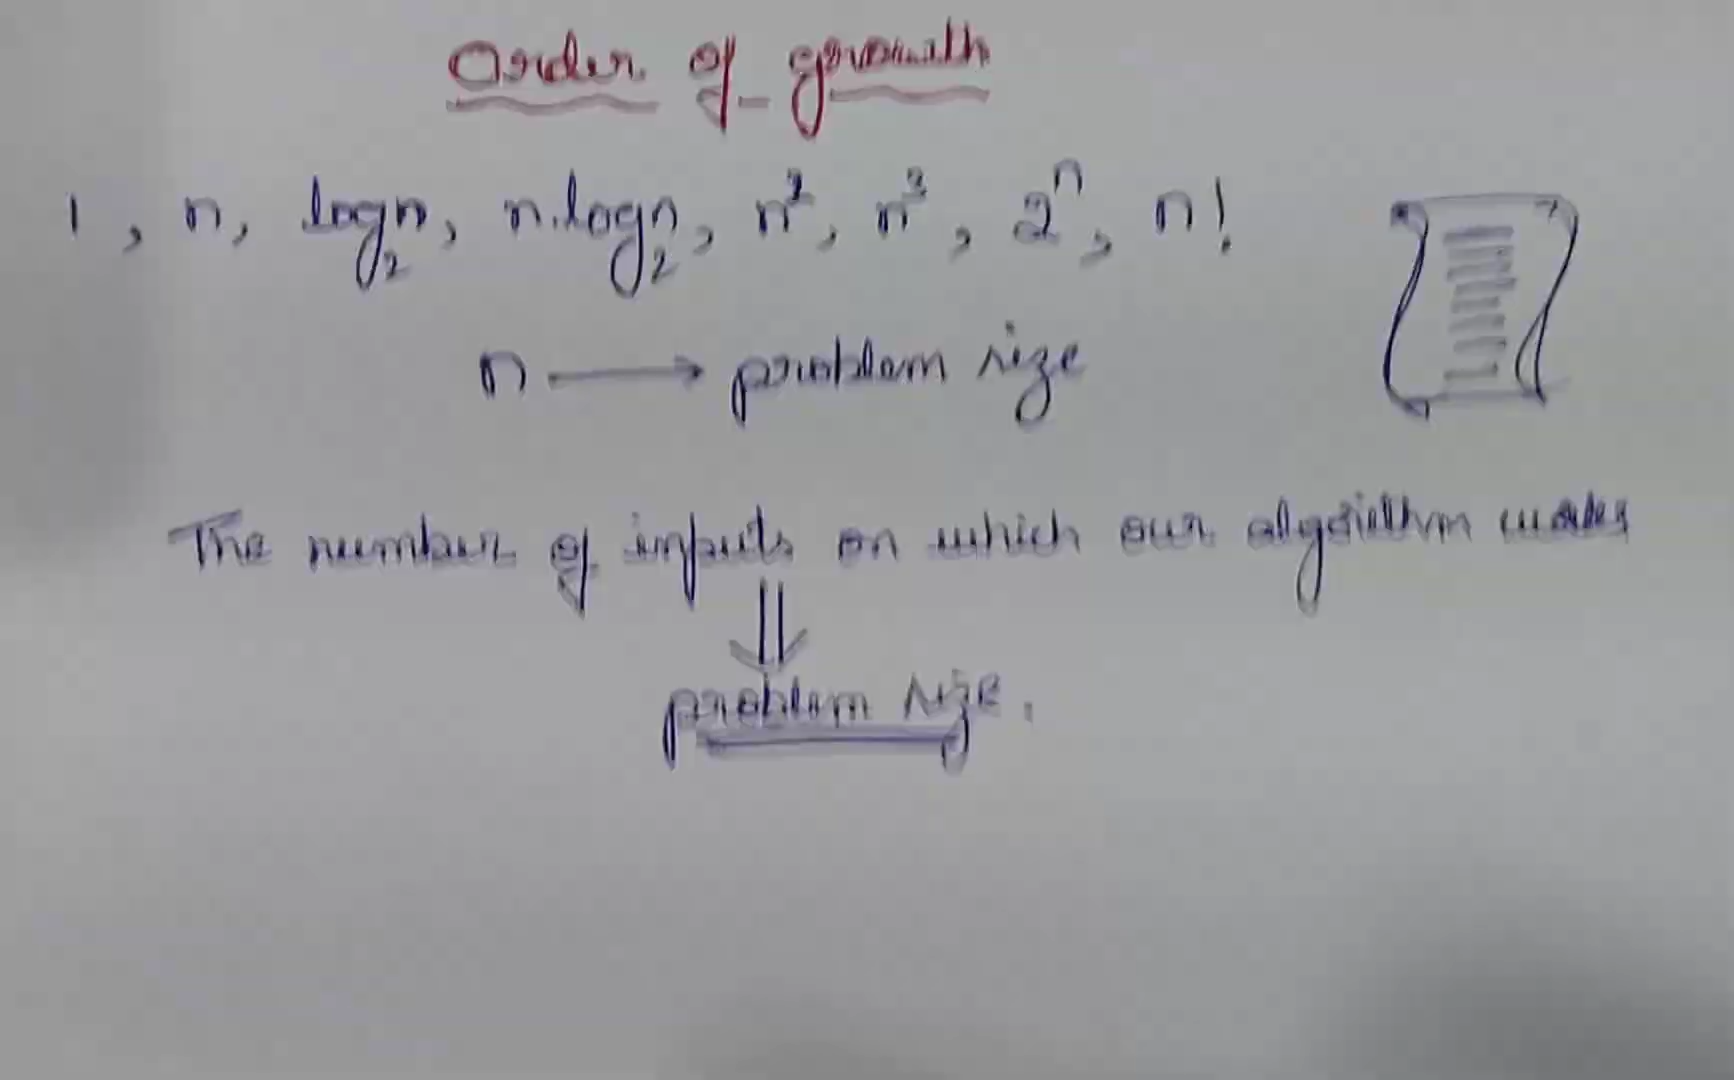 Order of growth
1, n, log₂n, n.log₂n, n², n³, 2ⁿ, n!
n → problem size
The number of inputs on which our algorithm works
⇓
problem size.